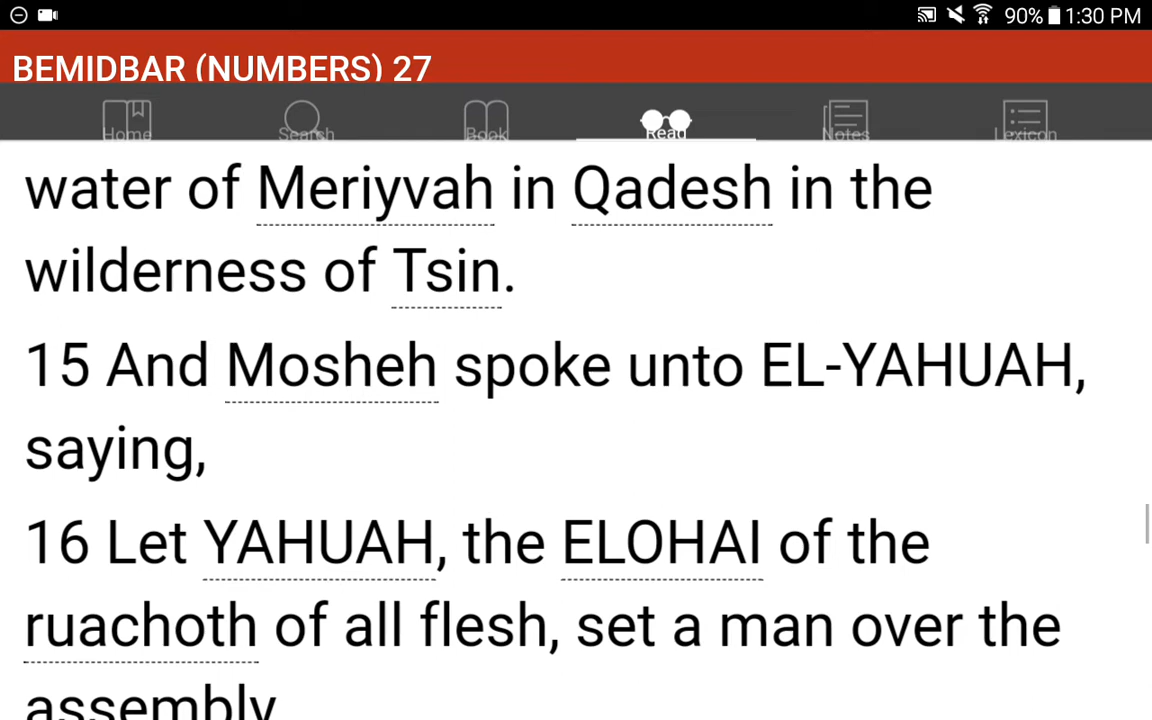 90% 1:30 PM
BEMIDBAR (NUMBERS) 27
Home Search Book Read Notes Lexicon
water of Meriyvah in Qadesh in the
wilderness of Tsin.
15 And Mosheh spoke unto EL-YAHUAH,
saying,
16 Let YAHUAH, the ELOHAI of the
ruachoth of all flesh, set a man over the
assembly